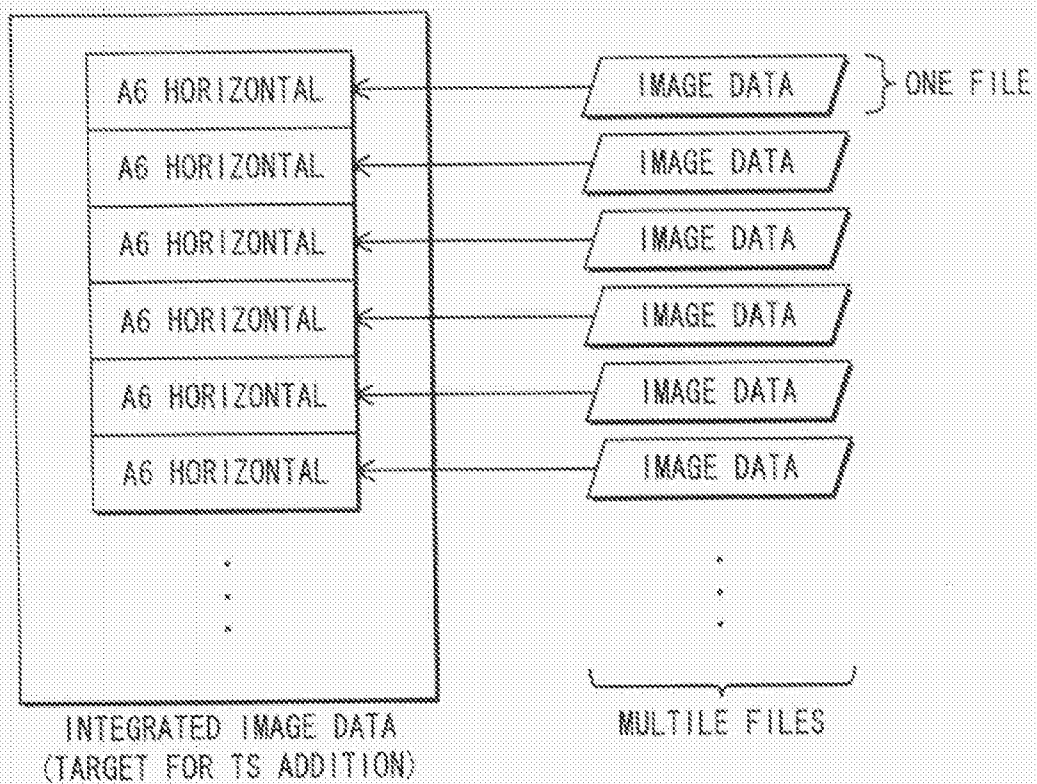 A6 HORIZONTAL IMAGE DATA ONE FILE
A6 HORIZONTAL IMAGE DATA
A6 HORIZONTAL IMAGE DATA
A6 HORIZONTAL IMAGE DATA
A6 HORIZONTAL IMAGE DATA
A6 HORIZONTAL IMAGE DATA
INTEGRATED IMAGE DATA
(TARGET FOR TS ADDITION)
MULTILE FILES